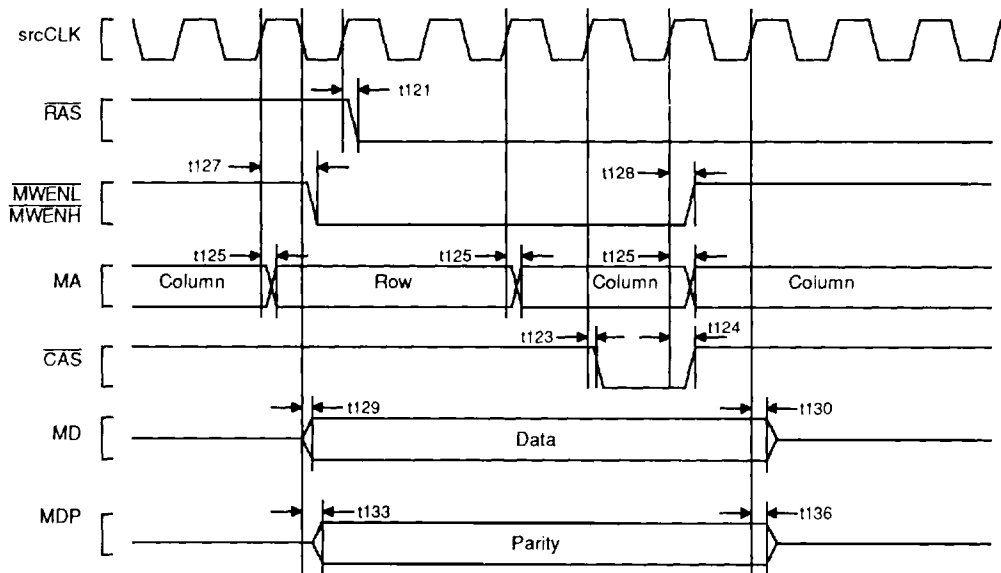 srcCLK
t121
RAS
t127
t128
MWENL
MWENH
t125
t125
t125
MA
Column
Row
Column
Column
t123
t124
CAS
t129
t130
MD
Data
t133
t136
MDP
Parity